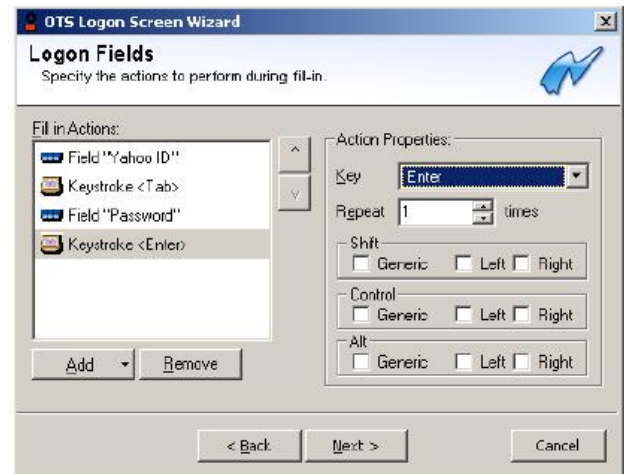 OTS Logon Screen Wizard
Logon Fields
Specify the actions to perform during fill-in.
Fill in Actions:
Field "Yahoo ID"
Keystroke <Tab>
Field "Password"
Keystroke <Enter>
Add
Remove
Action Properties:
Key Enter
Repeat 1 times
Shift
Generic Left Right
Control
Generic Left Right
Alt
Generic Left Right
< Back Next > Cancel